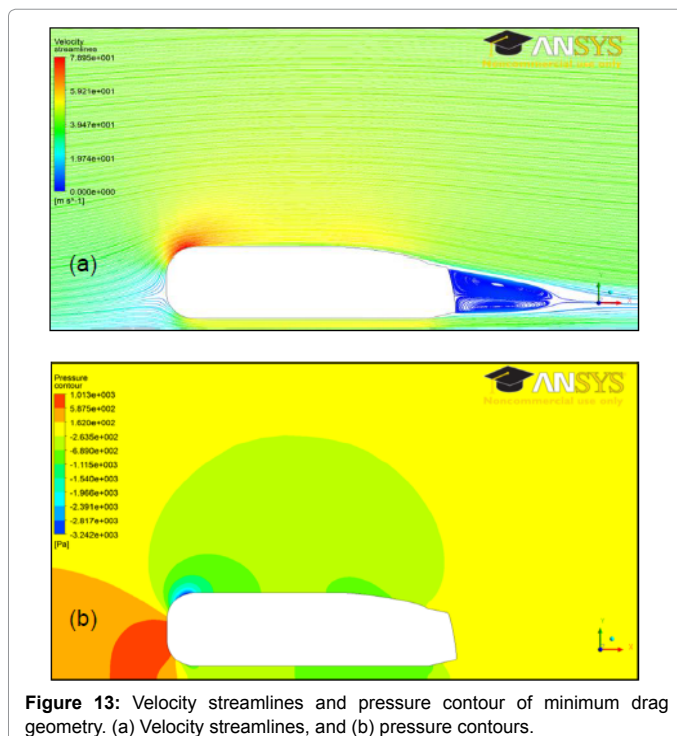 Velocity
streamlines
7.895e+001
5.921e+001
3.947e+001
1.974e+001
0.000e+000
[m s^-1]
ANSYS
Noncommercial use only
(a)
Pressure
contour
1.013e+003
5.875e+002
1.620e+002
-2.635e+002
-6.890e+002
-1.115e+003
-1.540e+003
-1.966e+003
-2.391e+003
-2.817e+003
-3.242e+003
[Pa]
ANSYS
Noncommercial use only
(b)
Y
X
Figure 13: Velocity streamlines and pressure contour of minimum drag
geometry. (a) Velocity streamlines, and (b) pressure contours.